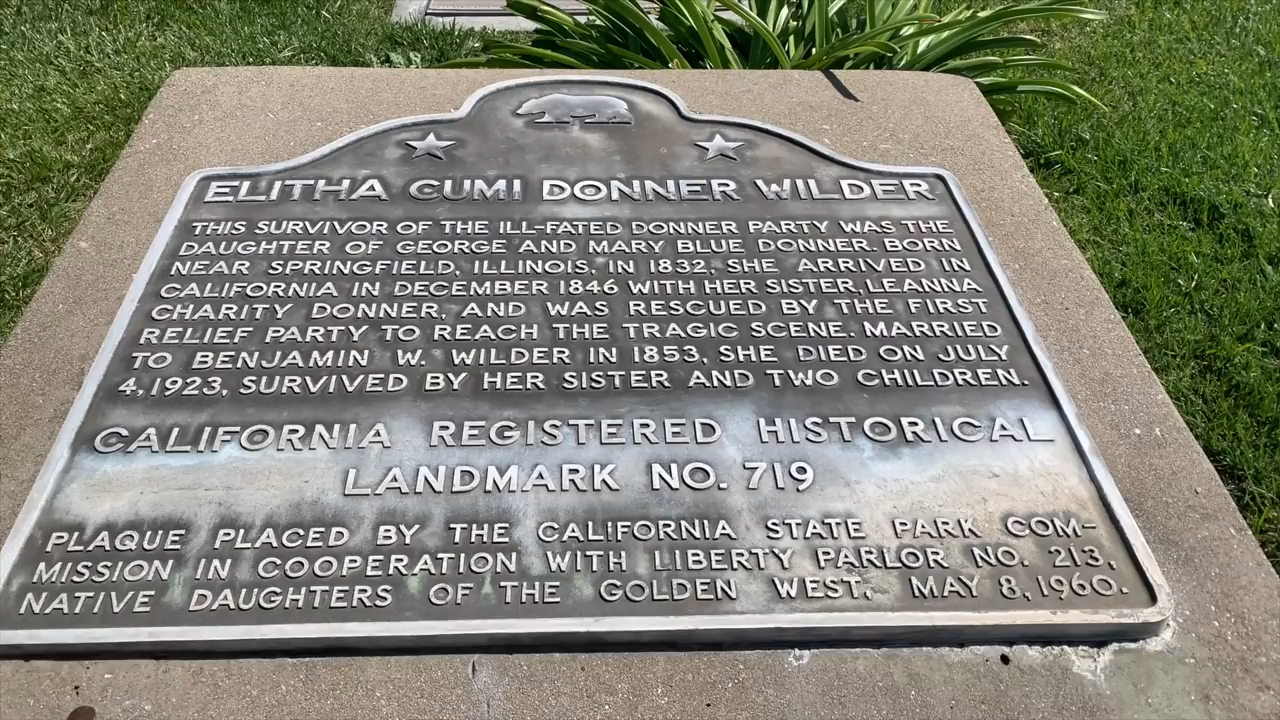 ELITHA CUMI DONNER WILDER
THIS SURVIVOR OF THE ILL-FATED DONNER PARTY WAS THE
DAUGHTER OF GEORGE AND MARY BLUE DONNER. BORN
NEAR SPRINGFIELD, ILLINOIS, IN 1832, SHE ARRIVED IN
CALIFORNIA IN DECEMBER 1846 WITH HER SISTER, LEANNA
CHARITY DONNER, AND WAS RESCUED BY THE FIRST
RELIEF PARTY TO REACH THE TRAGIC SCENE. MARRIED
TO BENJAMIN W. WILDER IN 1853, SHE DIED ON JULY
4, 1923, SURVIVED BY HER SISTER AND TWO CHILDREN.
CALIFORNIA REGISTERED HISTORICAL
LANDMARK NO. 719
PLAQUE PLACED BY THE CALIFORNIA STATE PARK COM-
MISSION IN COOPERATION WITH LIBERTY PARLOR NO. 213,
NATIVE DAUGHTERS OF THE GOLDEN WEST, MAY 8, 1960.